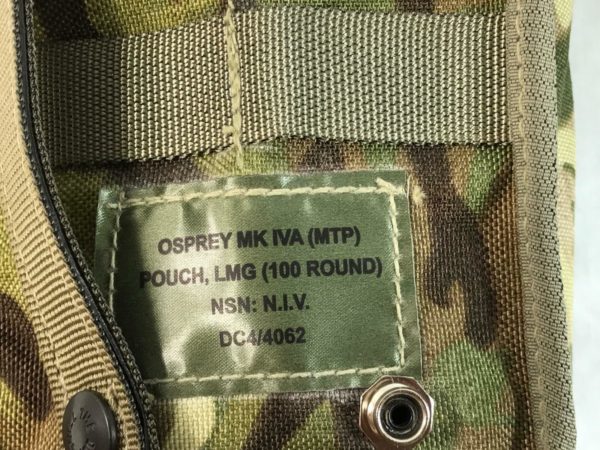 OSPREY MK IVA (MTP)
POUCH, LMG (100 ROUND)
NSN: N.I.V.
DC4/4062